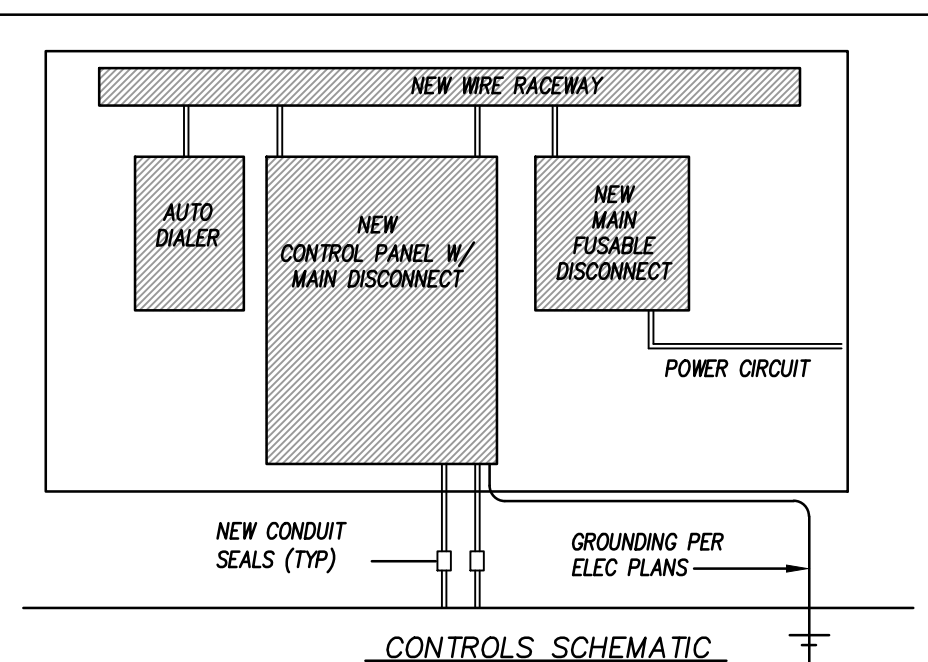 NEW WIRE RACEWAY
AUTO
DIALER
NEW
CONTROL PANEL W/
MAIN DISCONNECT
NEW
MAIN
FUSABLE
DISCONNECT
POWER CIRCUIT
NEW CONDUIT
SEALS (TYP)
GROUNDING PER
ELEC PLANS
CONTROLS SCHEMATIC